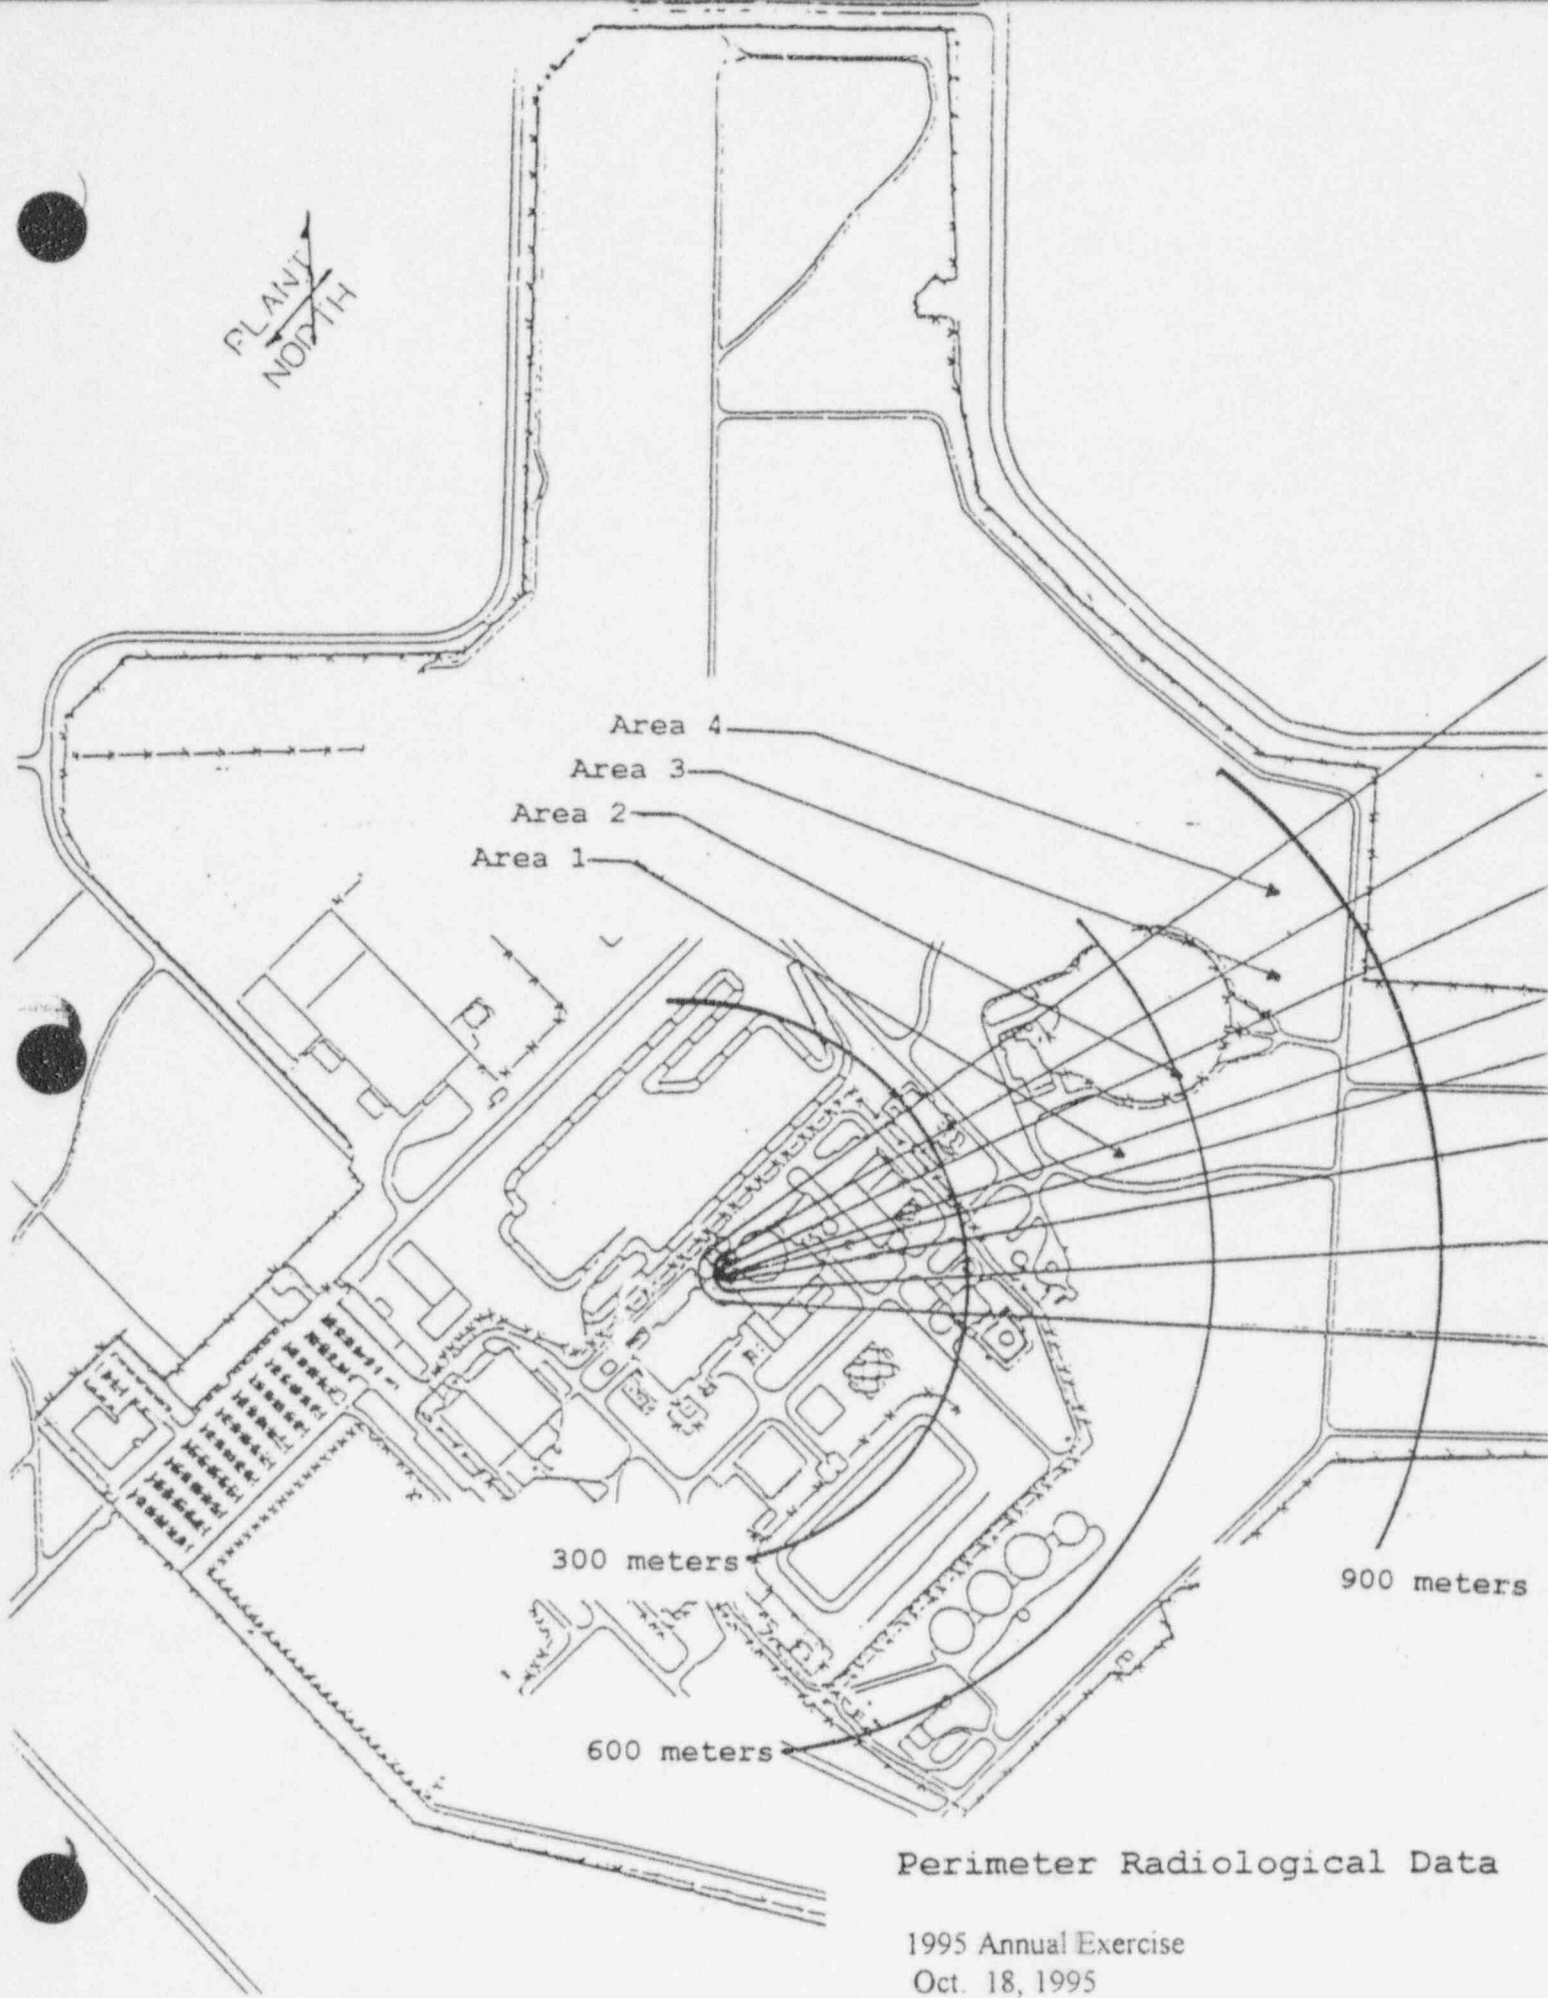 PLANT
NORTH
Area 4
Area 3
Area 2
Area 1
300 meters
900 meters
600 meters
Perimeter Radiological Data
1995 Annual Exercise
Oct. 18, 1995